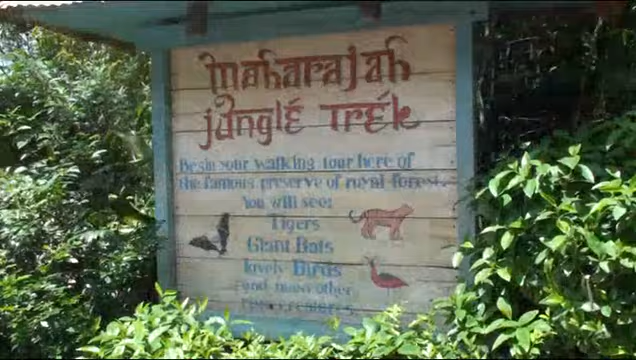 maharajah
jungle Trek
Begin your walking tour here of
the famous preserve of royal forest.
You will see:
Tigers
Giant Bats
lovely Birds
and many other